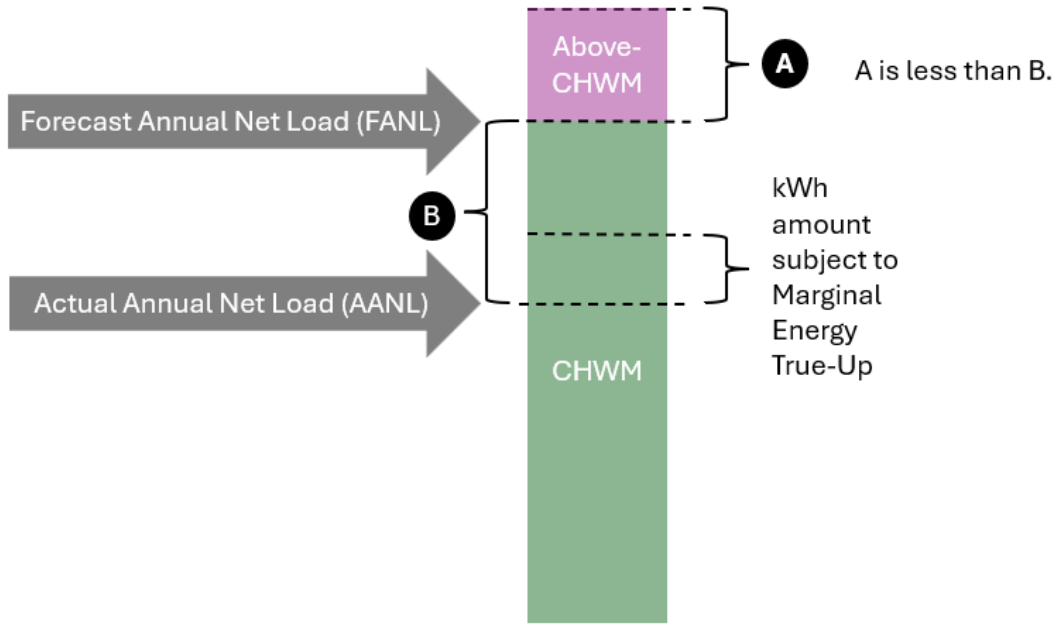 Above-
CHWM
A
A is less than B.
Forecast Annual Net Load (FANL)
B
kWh
amount
subject to
Marginal
Energy
True-Up
Actual Annual Net Load (AANL)
CHWM